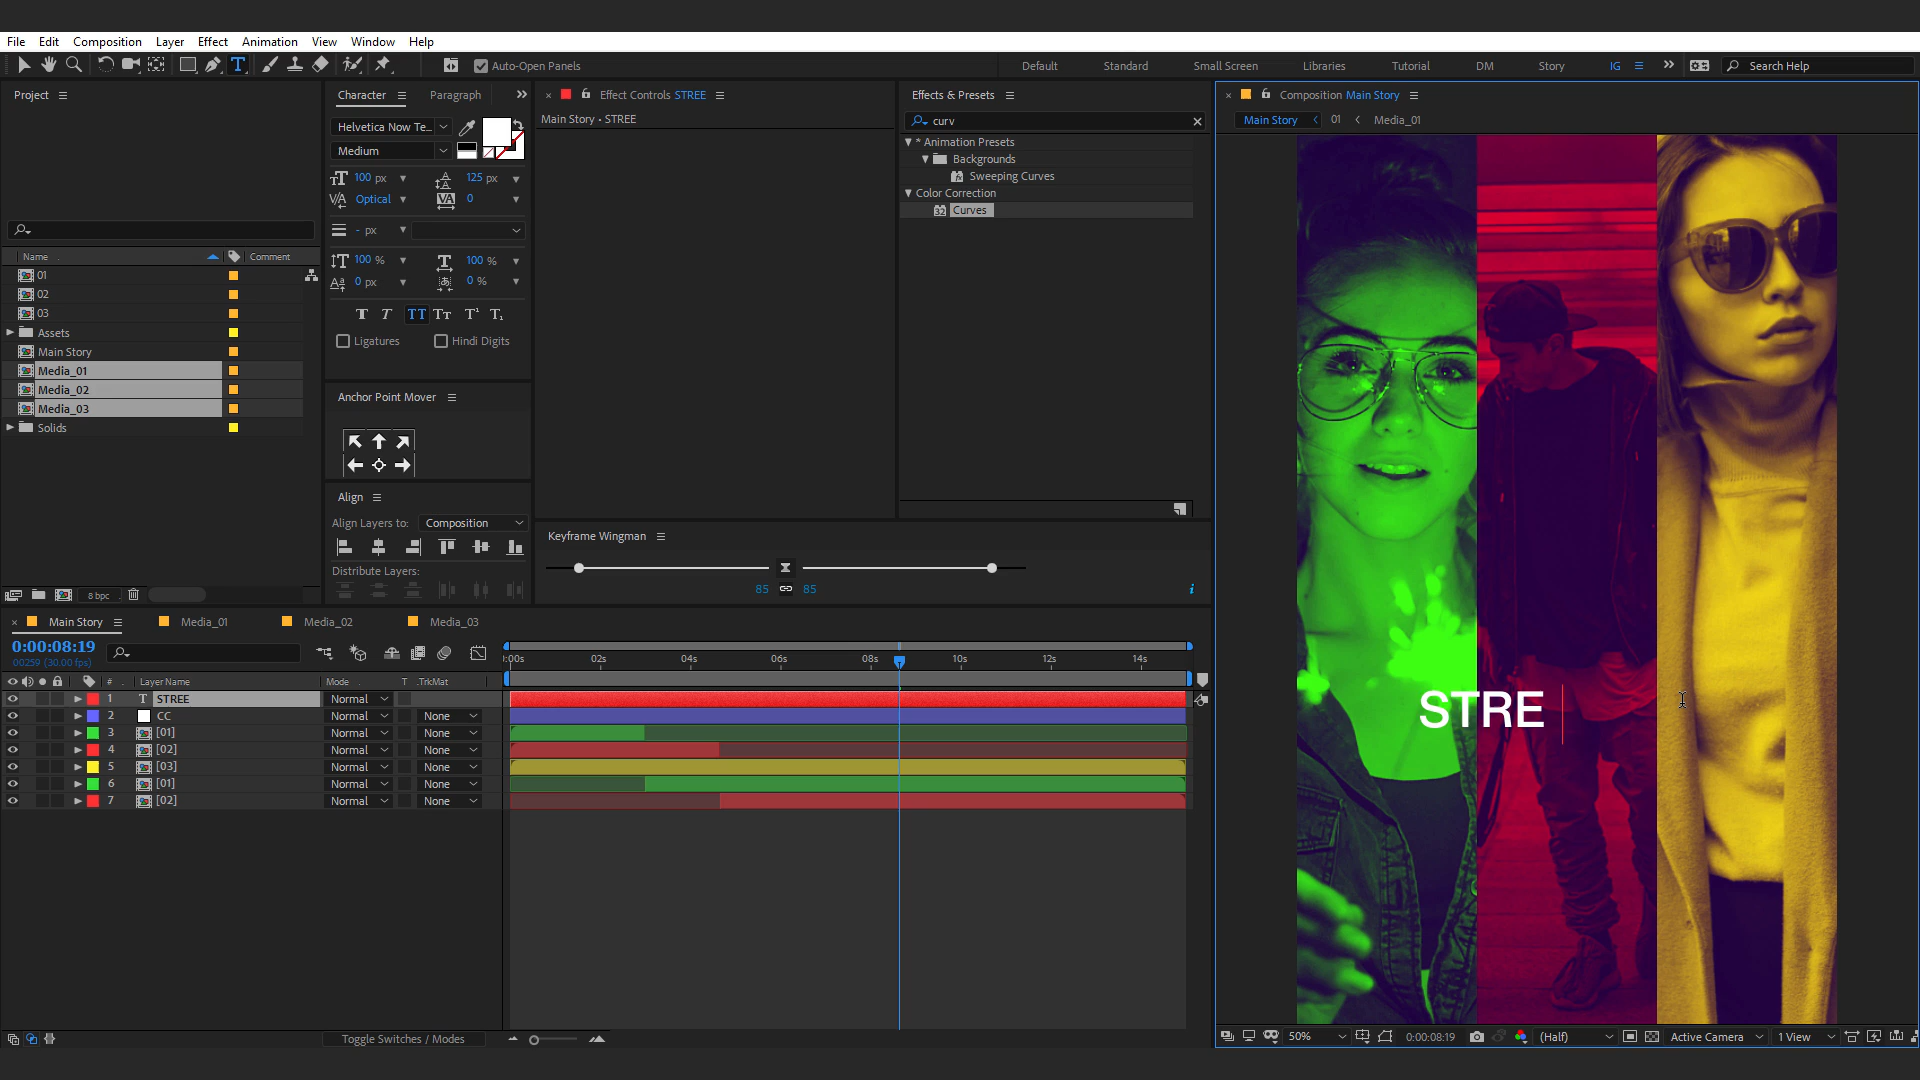 File Edit Composition Layer Effect Animation View Window Help
Auto-Open Panels
Default Standard Small Screen Libraries Tutorial DM Story IG
Search Help
Project
Name Comment
01
02
03
Assets
Main Story
Media_01
Media_02
Media_03
Solids
8 bpc
Character Paragraph
Helvetica Now Te...
Medium
100 px 125 px
Optical 0
- px
100 % 100 %
0 px 0 %
T T TT Tт T¹ T₁
Ligatures Hindi Digits
Anchor Point Mover
Align
Align Layers to: Composition
Distribute Layers:
Effect Controls STREE
Main Story • STREE
Effects & Presets
curv
* Animation Presets
Backgrounds
Sweeping Curves
Color Correction
32 Curves
Keyframe Wingman
85 85
Composition Main Story
Main Story 01 Media_01
STRE
50% 0:00:08:19 (Half) Active Camera 1 View
Main Story Media_01 Media_02 Media_03
0:00:08:19
00259 (30.00 fps)
:00s 02s 04s 06s 08s 10s 12s 14s
# Layer Name Mode T .TrkMat
1 T STREE Normal
2 CC Normal None
3 [01] Normal None
4 [02] Normal None
5 [03] Normal None
6 [01] Normal None
7 [02] Normal None
Toggle Switches / Modes